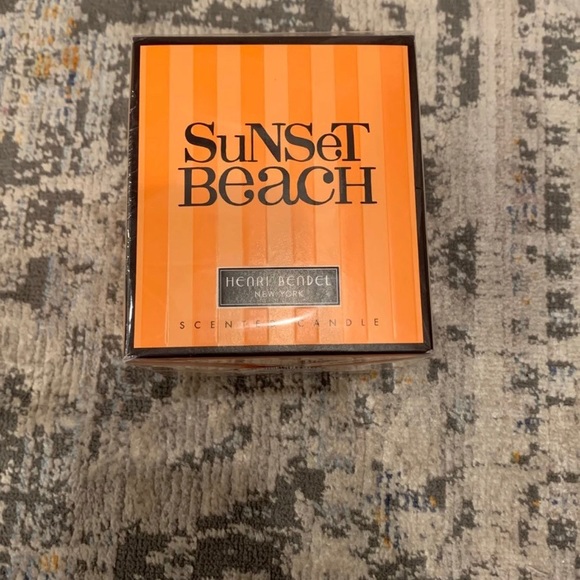 SuNSeT
BeacH
HENRI BENDEL
NEW YORK
SCENTED CANDLE